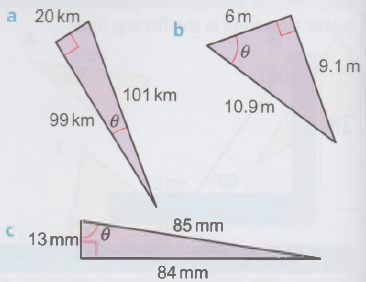 a
20 km
101 km
99 km
θ
b
6 m
θ
9.1 m
10.9 m
c
85 mm
13 mm
θ
84 mm